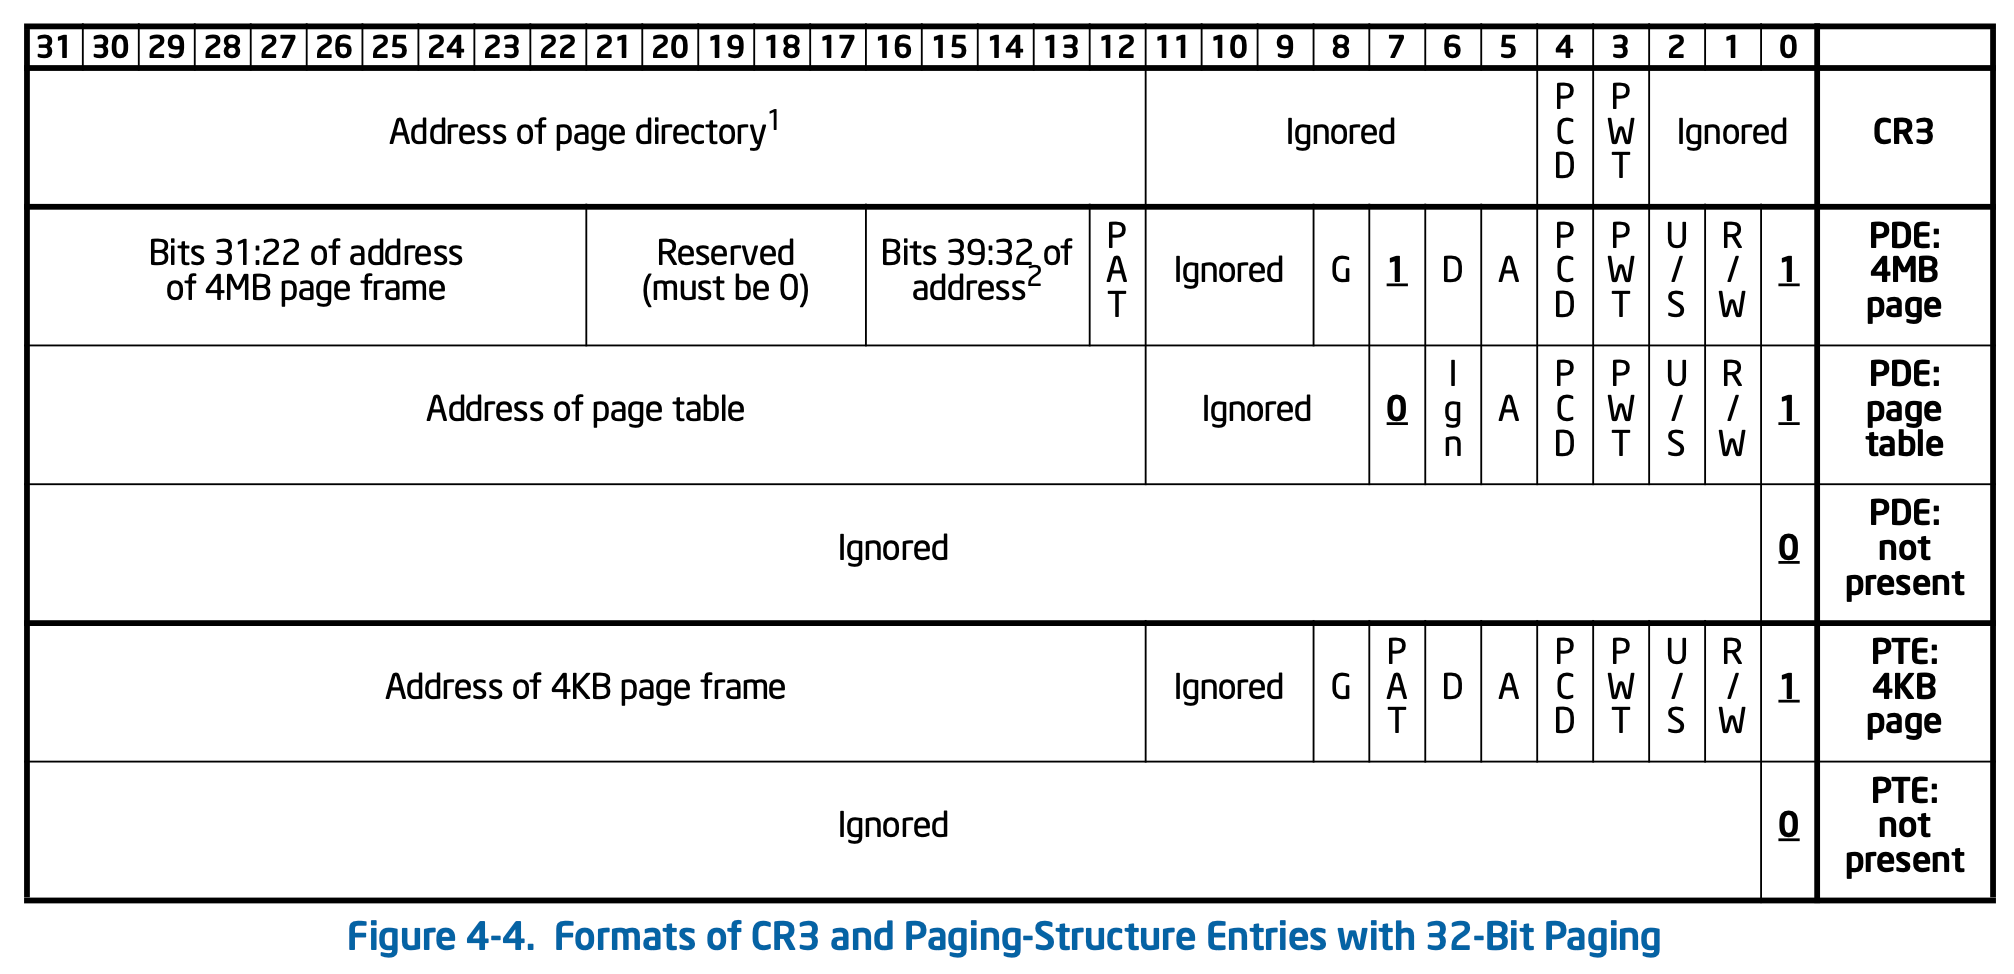 31 30 29 28 27 26 25 24 23 22 21 20 19 18 17 16 15 14 13 12 11 10 9 8 7 6 5 4 3 2 1 0
Address of page directory1 Ignored PCD PWT Ignored CR3
Bits 31:22 of address
of 4MB page frame
Reserved
(must be 0)
Bits 39:32 of
address2
PAT Ignored G 1 D A PCD PWT U/S R/W 1
PDE:
4MB
page
Address of page table Ignored 0 Ign A PCD PWT U/S R/W 1
PDE:
page
table
Ignored 0
PDE:
not
present
Address of 4KB page frame Ignored G PAT D A PCD PWT U/S R/W 1
PTE:
4KB
page
Ignored 0
PTE:
not
present
Figure 4-4. Formats of CR3 and Paging-Structure Entries with 32-Bit Paging